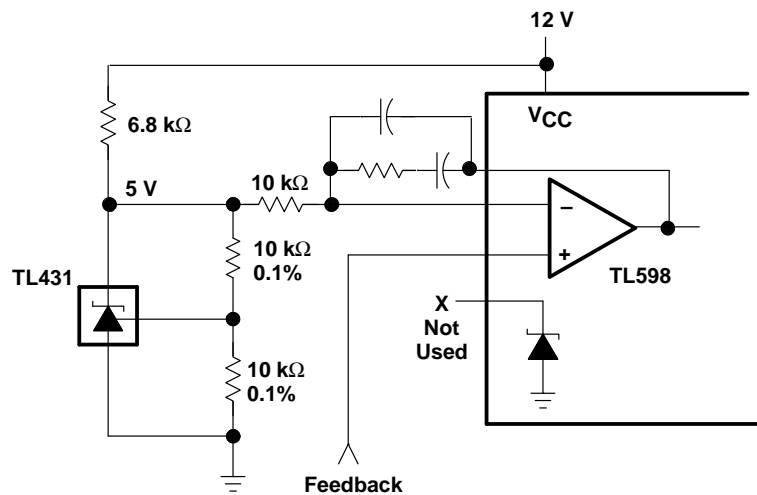 12 V
6.8 kΩ
VCC
5 V
10 kΩ
−
10 kΩ
0.1%
+
TL431
TL598
X
Not
Used
10 kΩ
0.1%
Feedback